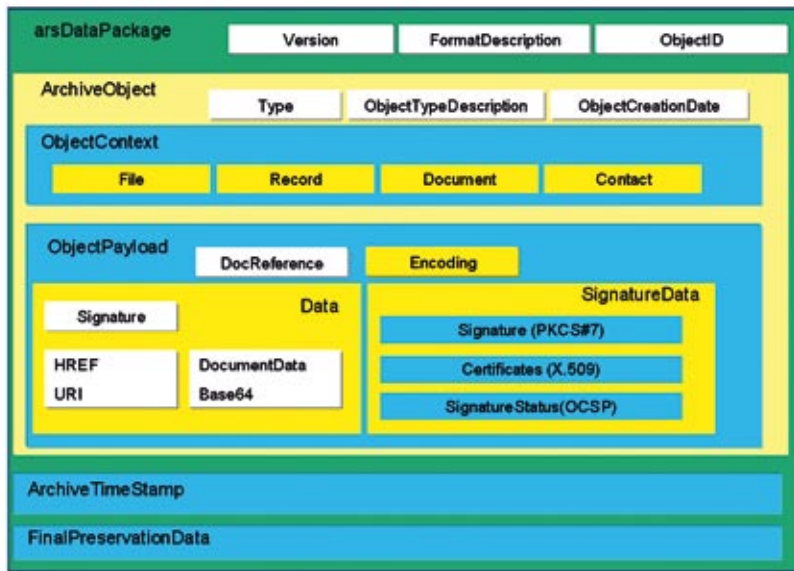 arsDataPackage
Version
FormatDescription
ObjectID
ArchiveObject
Type
ObjectTypeDescription
ObjectCreationDate
ObjectContext
File
Record
Document
Contact
ObjectPayload
DocReference
Encoding
Data
Signature
HREF
URI
DocumentData
Base64
SignatureData
Signature (PKCS#7)
Certificates (X.509)
SignatureStatus(OCSP)
ArchiveTimeStamp
FinalPreservationData